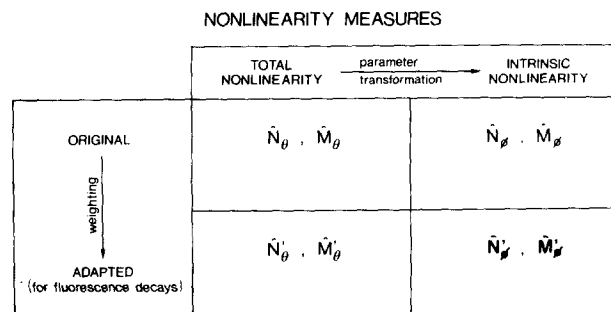 NONLINEARITY MEASURES
TOTAL NONLINEARITY
parameter transformation
INTRINSIC NONLINEARITY
ORIGINAL
N̂θ , M̂θ
N̂ø , M̂ø
weighting
ADAPTED
(for fluorescence decays)
N̂'θ , M̂'θ
N̂'ø , M̂'ø